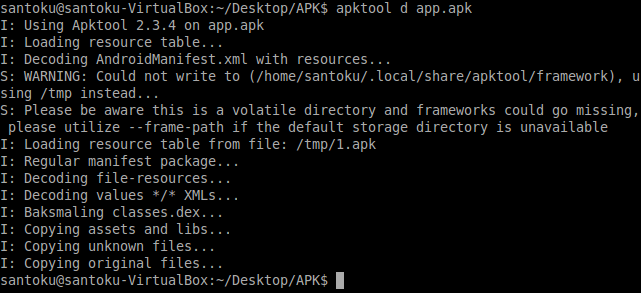 santoku@santoku-VirtualBox:~/Desktop/APK$ apktool d app.apk
I: Using Apktool 2.3.4 on app.apk
I: Loading resource table...
I: Decoding AndroidManifest.xml with resources...
S: WARNING: Could not write to (/home/santoku/.local/share/apktool/framework), u
sing /tmp instead...
S: Please be aware this is a volatile directory and frameworks could go missing,
 please utilize --frame-path if the default storage directory is unavailable
I: Loading resource table from file: /tmp/1.apk
I: Regular manifest package...
I: Decoding file-resources...
I: Decoding values */* XMLs...
I: Baksmaling classes.dex...
I: Copying assets and libs...
I: Copying unknown files...
I: Copying original files...
santoku@santoku-VirtualBox:~/Desktop/APK$